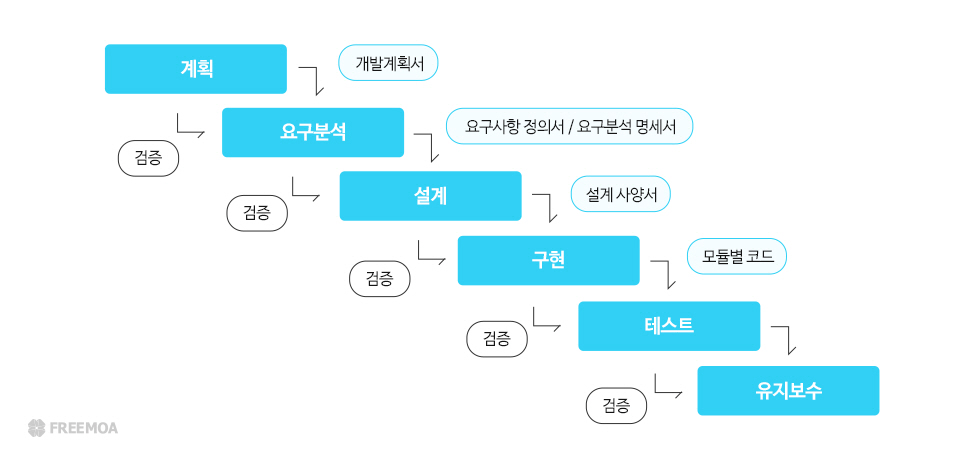 계획
개발계획서
검증
요구분석
요구사항 정의서 / 요구분석 명세서
검증
설계
설계 사양서
검증
구현
모듈별 코드
검증
테스트
검증
유지보수
FREEMOA